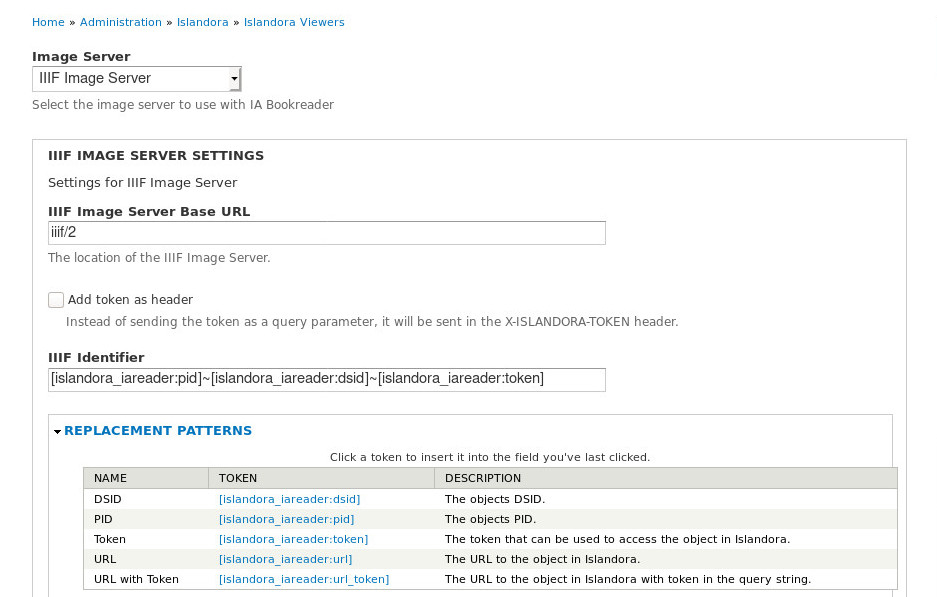 Home » Administration » Islandora » Islandora Viewers
Image Server
IIIF Image Server
Select the image server to use with IA Bookreader
IIIF IMAGE SERVER SETTINGS
Settings for IIIF Image Server
IIIF Image Server Base URL
iiif/2
The location of the IIIF Image Server.
Add token as header
Instead of sending the token as a query parameter, it will be sent in the X-ISLANDORA-TOKEN header.
IIIF Identifier
[islandora_iareader:pid]~[islandora_iareader:dsid]~[islandora_iareader:token]
REPLACEMENT PATTERNS
Click a token to insert it into the field you've last clicked.
NAME TOKEN DESCRIPTION
DSID [islandora_iareader:dsid] The objects DSID.
PID [islandora_iareader:pid] The objects PID.
Token [islandora_iareader:token] The token that can be used to access the object in Islandora.
URL [islandora_iareader:url] The URL to the object in Islandora.
URL with Token [islandora_iareader:url_token] The URL to the object in Islandora with token in the query string.